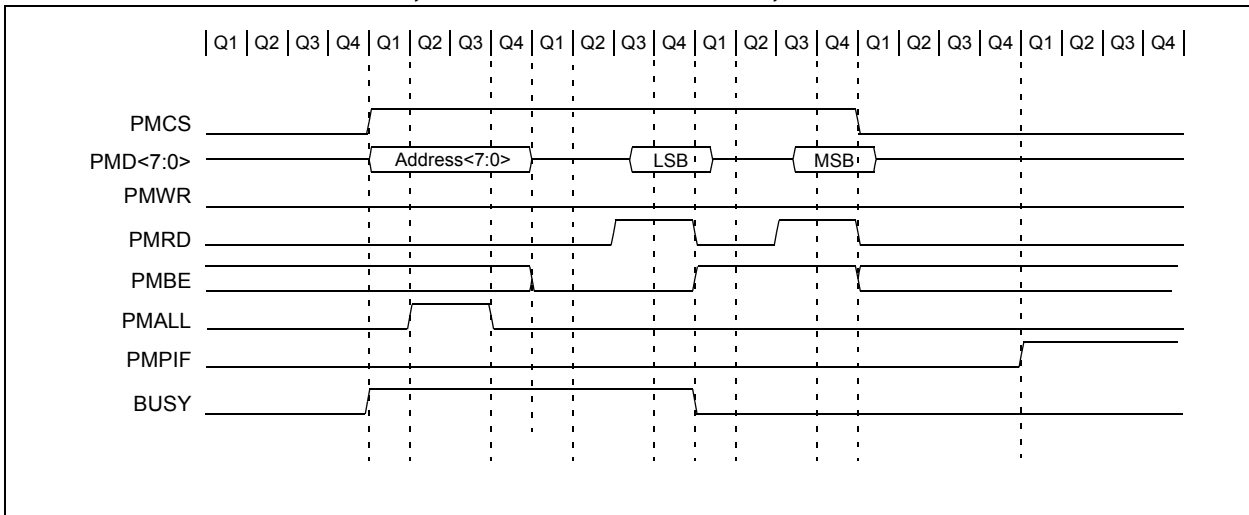 Q1 Q2 Q3 Q4 Q1 Q2 Q3 Q4 Q1 Q2 Q3 Q4 Q1 Q2 Q3 Q4 Q1 Q2 Q3 Q4 Q1 Q2 Q3 Q4
PMCS
PMD<7:0> Address<7:0> LSB MSB
PMWR
PMRD
PMBE
PMALL
PMPIF
BUSY